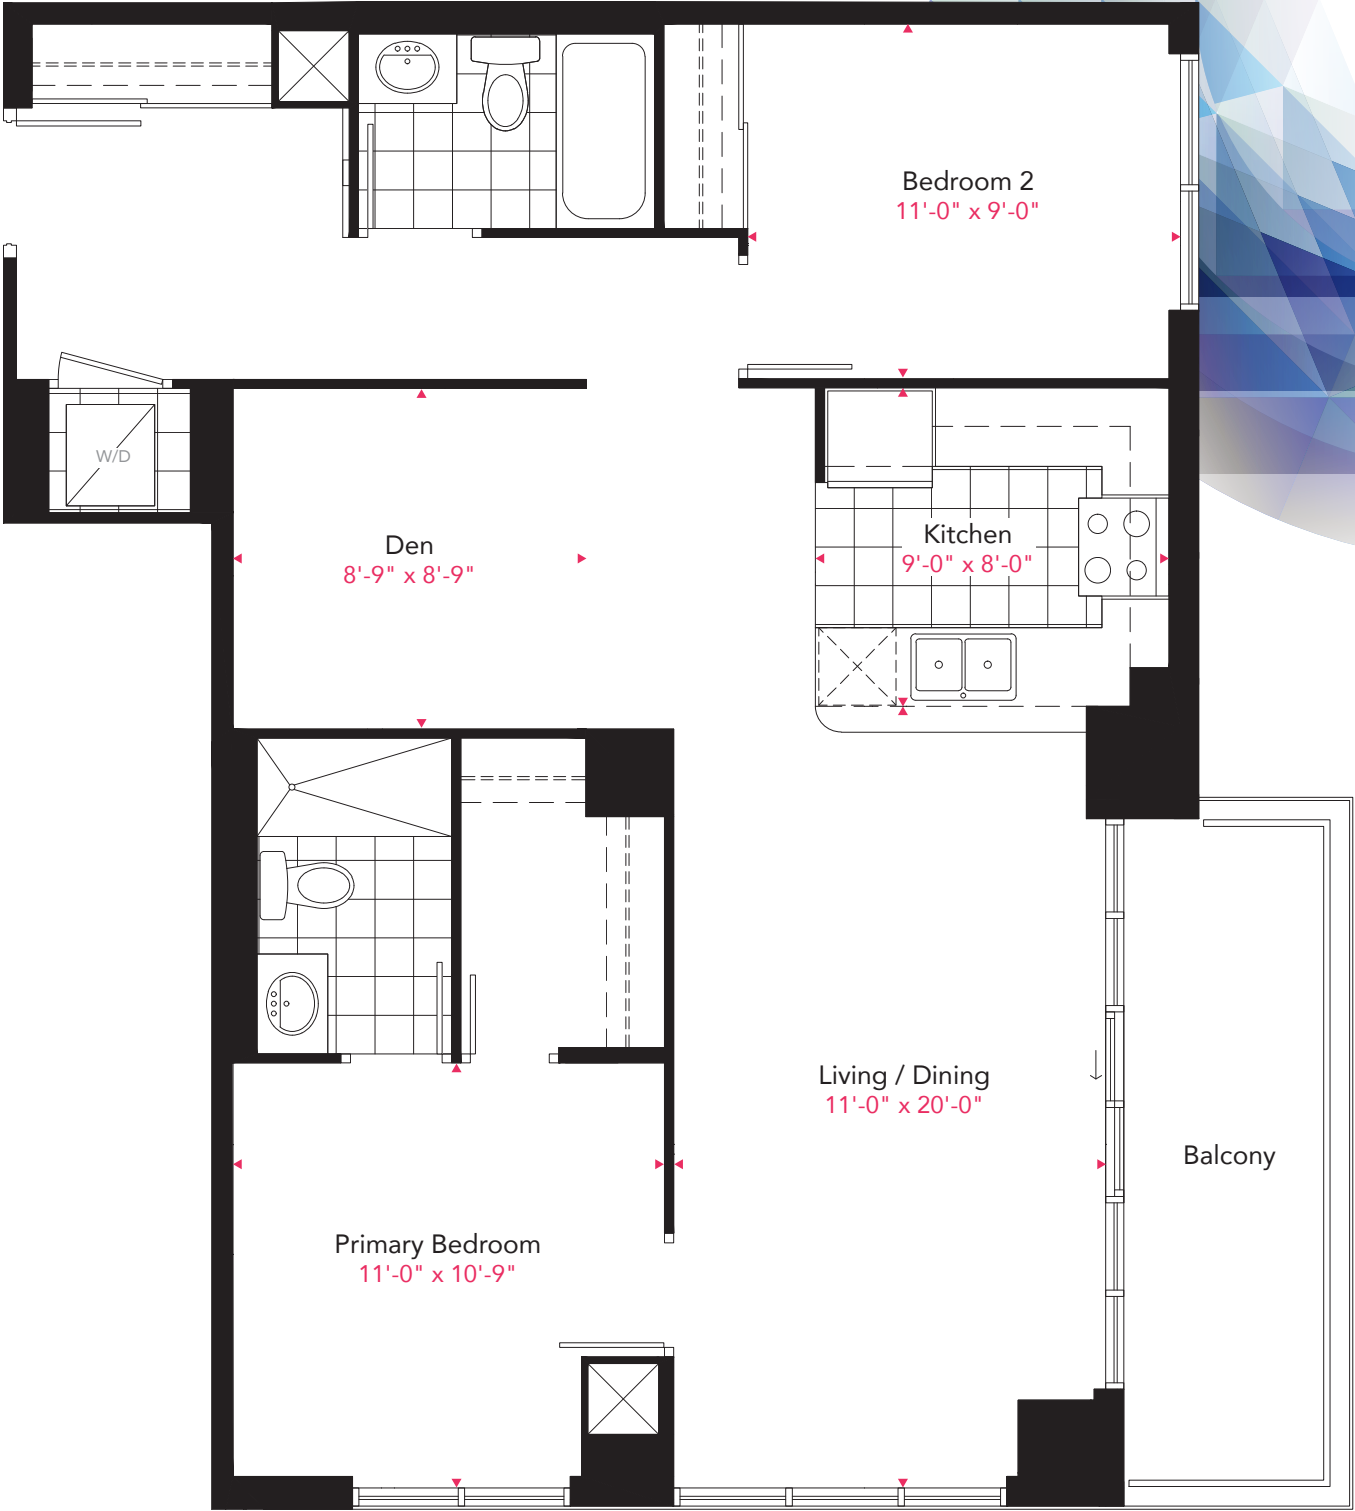 Bedroom 2
11'-0" x 9'-0"
W/D
Den
8'-9" x 8'-9"
Kitchen
9'-0" x 8'-0"
Living / Dining
11'-0" x 20'-0"
Balcony
Primary Bedroom
11'-0" x 10'-9"